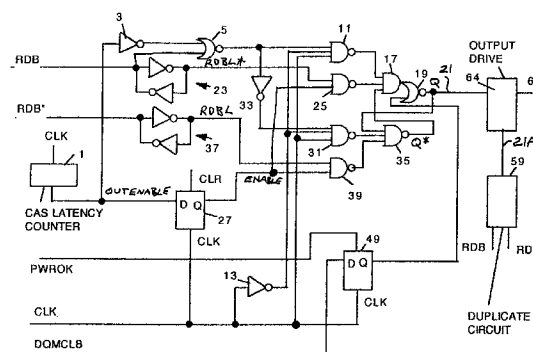 3
5
11
OUTPUT DRIVE
17
RDB
RDBL*
19
Q
21
64
6
23
33
25
RDB*
RDBL
21A
37
31
35
Q*
59
CLK
1
CLR
ENABLE
39
OUTENABLE
D Q
27
CAS LATENCY COUNTER
CLK
49
RDB
RD
PWROK
13
D Q
CLK
CLK
DUPLICATE CIRCUIT
DQMCLB